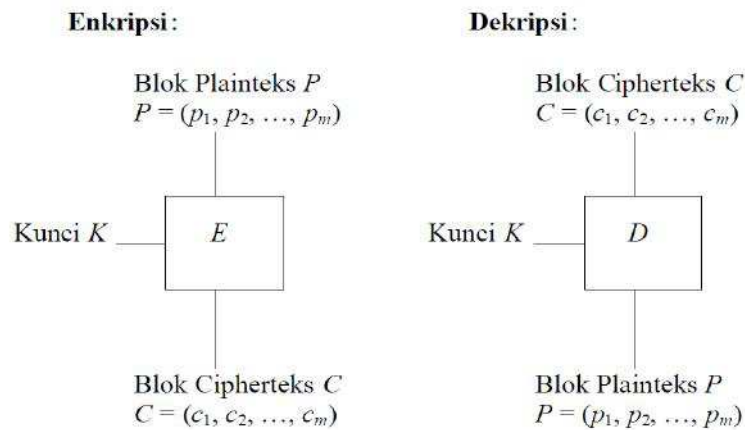 Enkripsi:
Blok Plainteks P
P = (p₁, p₂, …, pₘ)
Kunci K
E
Blok Cipherteks C
C = (c₁, c₂, …, cₘ)
Dekripsi:
Blok Cipherteks C
C = (c₁, c₂, …, cₘ)
Kunci K
D
Blok Plainteks P
P = (p₁, p₂, …, pₘ)